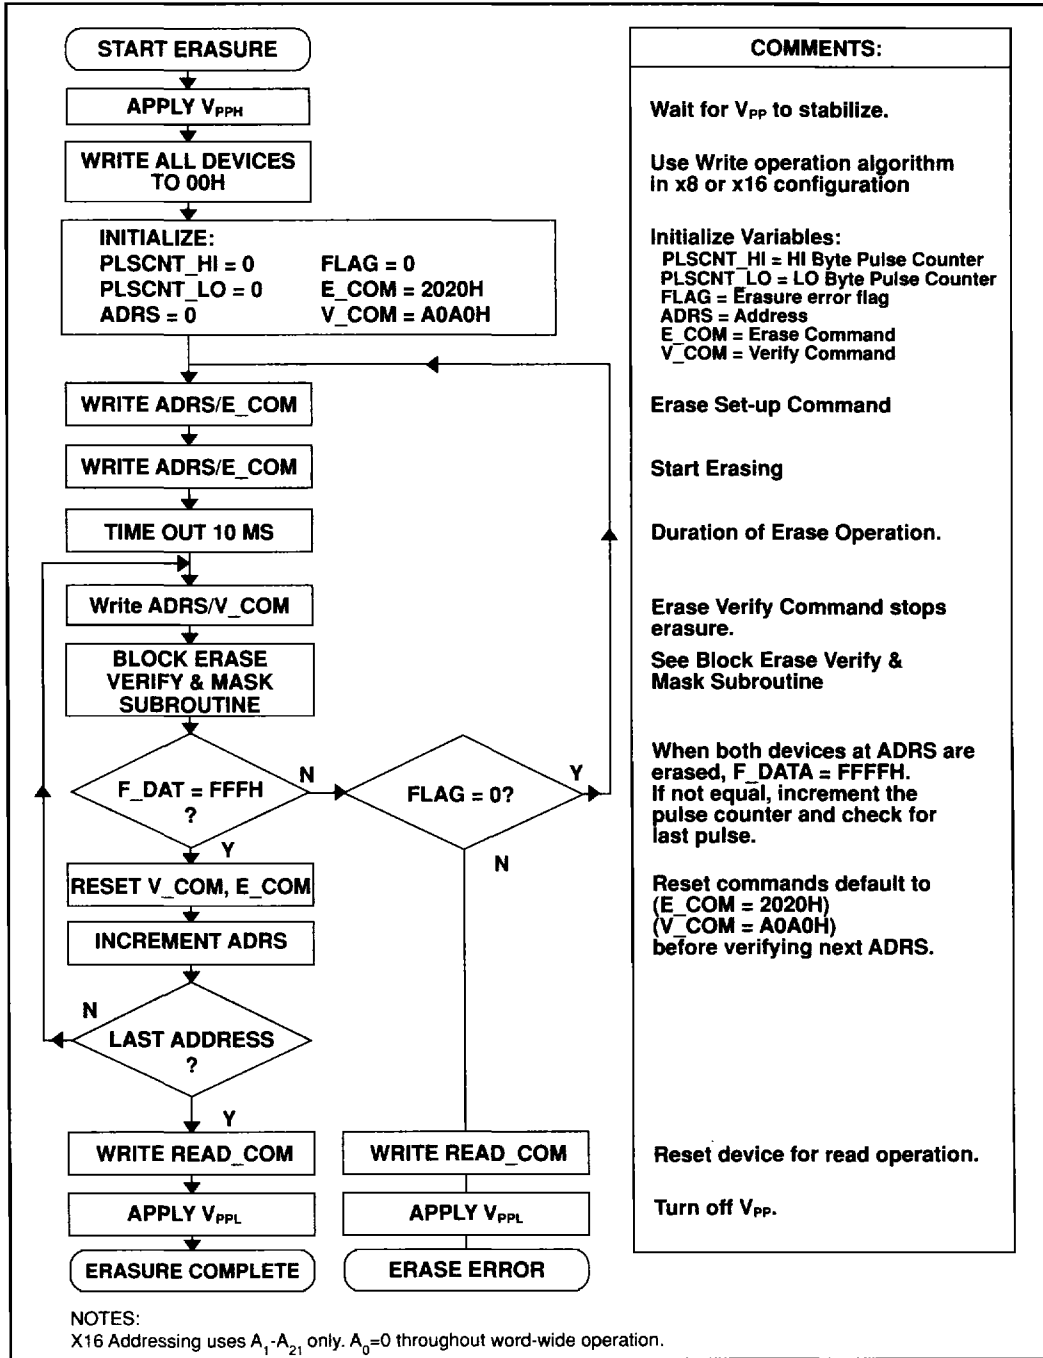 START ERASURE
APPLY VPPH
WRITE ALL DEVICES
TO 00H
INITIALIZE:
PLSCNT_HI = 0 FLAG = 0
PLSCNT_LO = 0 E_COM = 2020H
ADRS = 0 V_COM = A0A0H
WRITE ADRS/E_COM
WRITE ADRS/E_COM
TIME OUT 10 MS
Write ADRS/V_COM
BLOCK ERASE
VERIFY & MASK
SUBROUTINE
F_DAT = FFFH
?
N
Y
FLAG = 0?
Y
N
RESET V_COM, E_COM
INCREMENT ADRS
N
LAST ADDRESS
?
Y
WRITE READ_COM
APPLY VPPL
ERASURE COMPLETE
WRITE READ_COM
APPLY VPPL
ERASE ERROR
COMMENTS:
Wait for VPP to stabilize.
Use Write operation algorithm
in x8 or x16 configuration
Initialize Variables:
PLSCNT_HI = HI Byte Pulse Counter
PLSCNT_LO = LO Byte Pulse Counter
FLAG = Erasure error flag
ADRS = Address
E_COM = Erase Command
V_COM = Verify Command
Erase Set-up Command
Start Erasing
Duration of Erase Operation.
Erase Verify Command stops
erasure.
See Block Erase Verify &
Mask Subroutine
When both devices at ADRS are
erased, F_DATA = FFFFH.
If not equal, increment the
pulse counter and check for
last pulse.
Reset commands default to
(E_COM = 2020H)
(V_COM = A0A0H)
before verifying next ADRS.
Reset device for read operation.
Turn off VPP.
NOTES:
X16 Addressing uses A1-A21 only. A0=0 throughout word-wide operation.